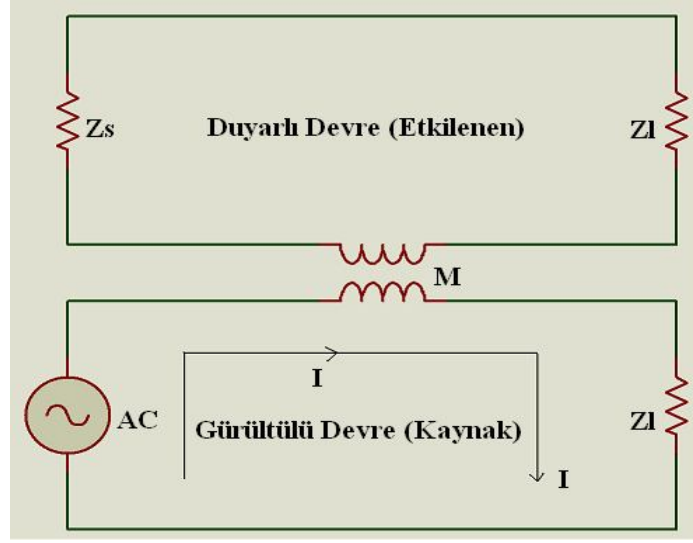 Zs
Duyarlı Devre (Etkilenen)
Zl
M
I
AC
Gürültülü Devre (Kaynak)
Zl
I